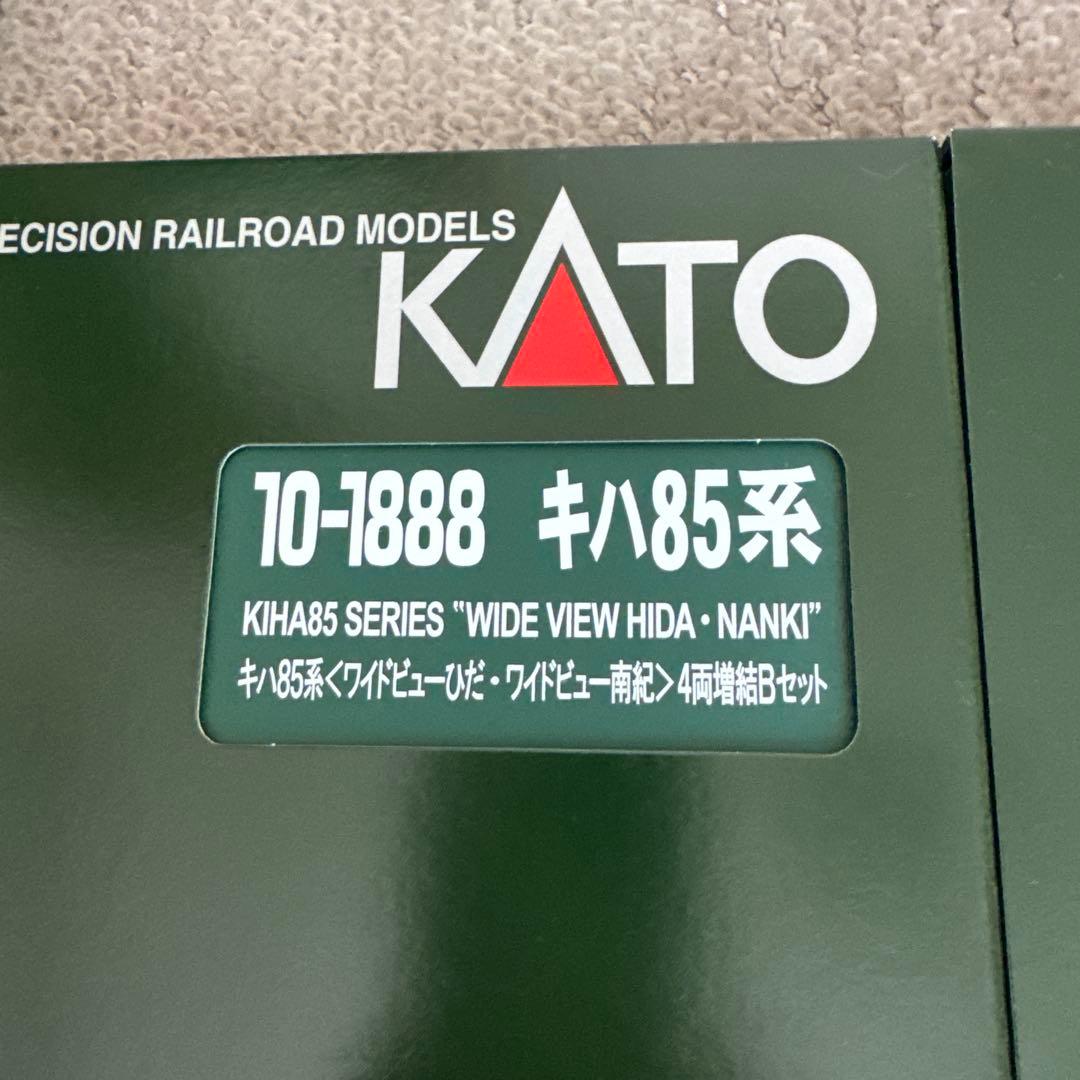 ECISION RAILROAD MODELS
KATO
10-1888 キハ85系
KIHA85 SERIES “WIDE VIEW HIDA・NANKI”
キハ85系<ワイドビューひだ・ワイドビュー南紀>4両増結Bセット